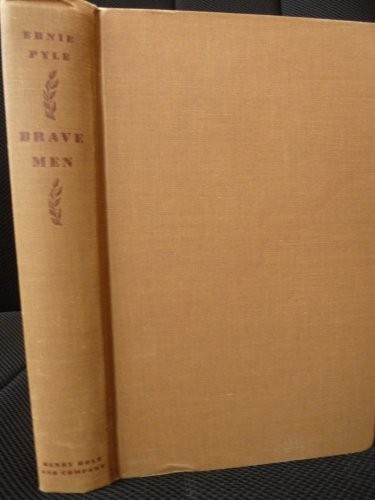 ERNIE
PYLE
BRAVE
MEN
HENRY HOLT
AND COMPANY